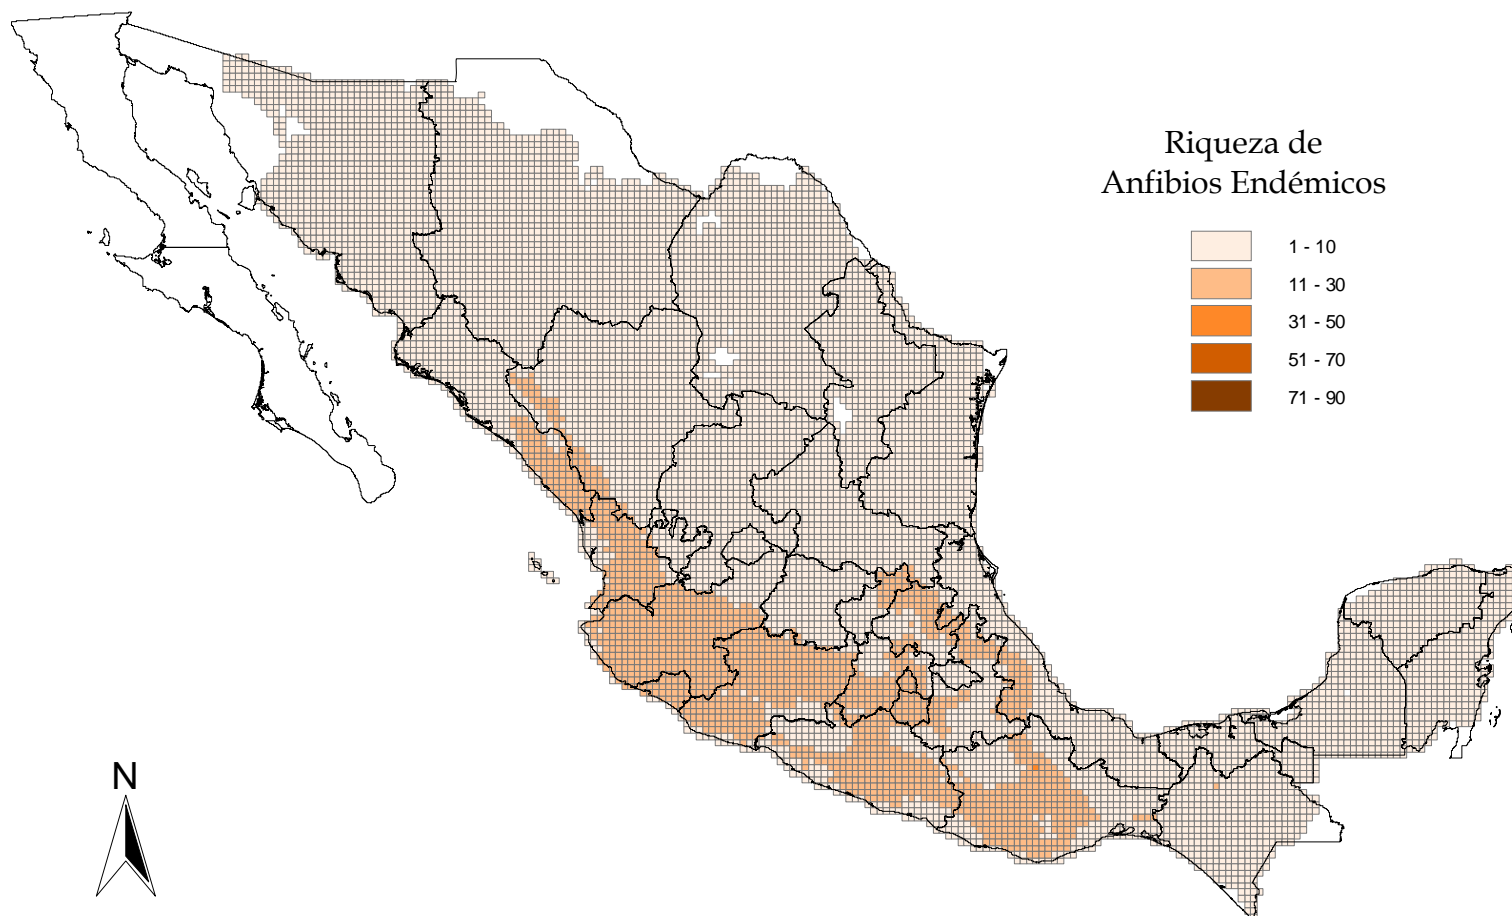 Riqueza de
Anfibios Endémicos
1 - 10
11 - 30
31 - 50
51 - 70
71 - 90
N